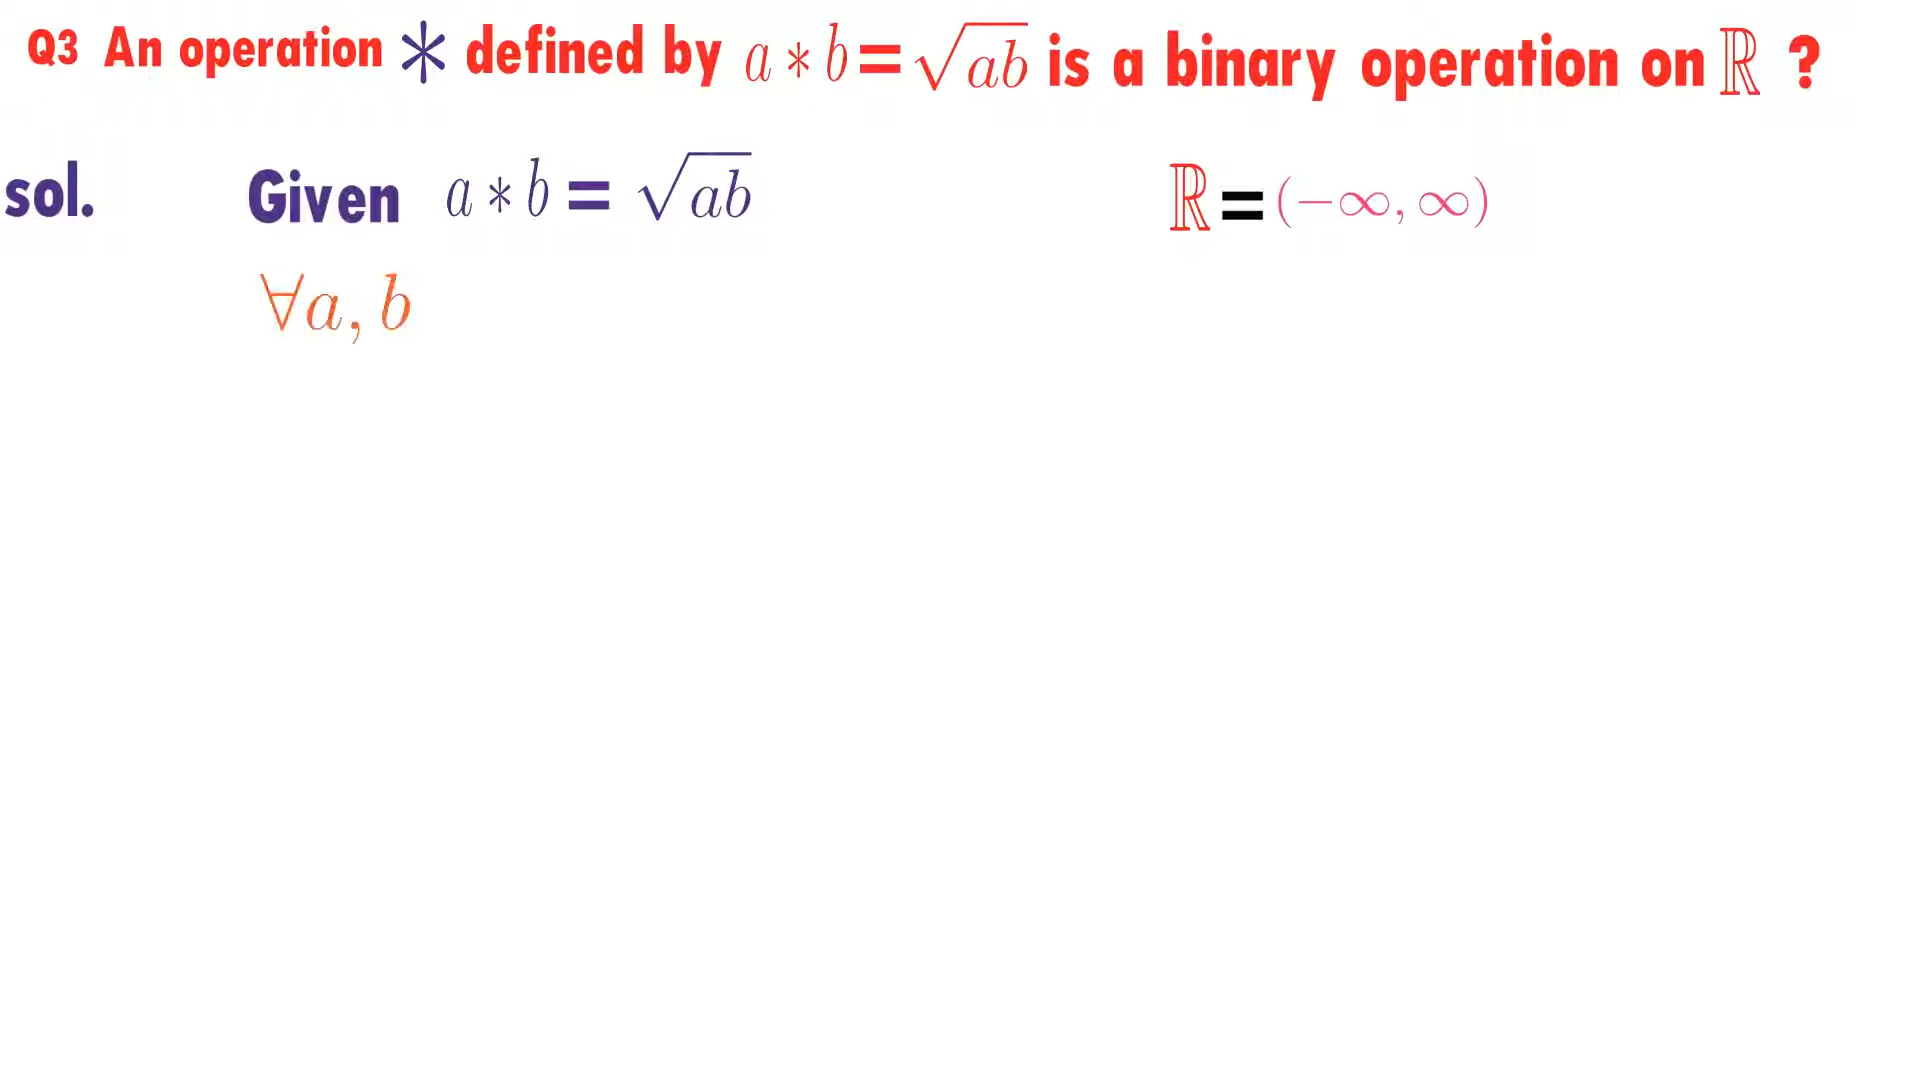 Q3 An operation * defined by a * b = √ab is a binary operation on ℝ ?
sol. Given a * b = √ab ℝ = (−∞, ∞)
∀a, b